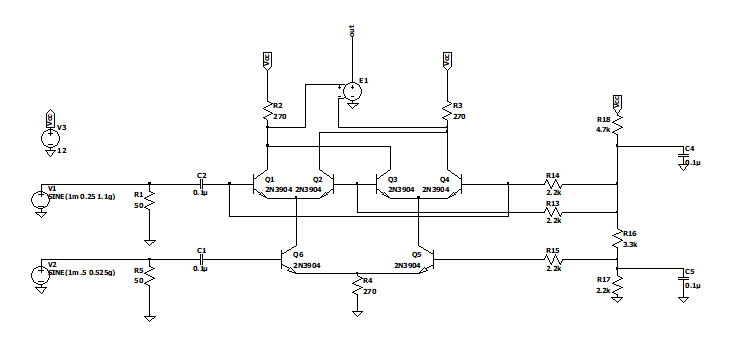 out
Vcc
Vcc
E1
Vcc
R2
270
R3
270
Vcc
V3
12
R18
4.7k
C4
0.1µ
C2
0.1µ
Q1
2N3904
Q2
2N3904
Q3
2N3904
Q4
2N3904
R14
2.2k
V1
SINE(1m 0.25 1.1g)
R1
50
R13
2.2k
R16
3.3k
V2
SINE(1m .5 0.525g)
R5
50
C1
0.1µ
Q6
2N3904
Q5
2N3904
R4
270
R15
2.2k
R17
2.2k
C5
0.1µ